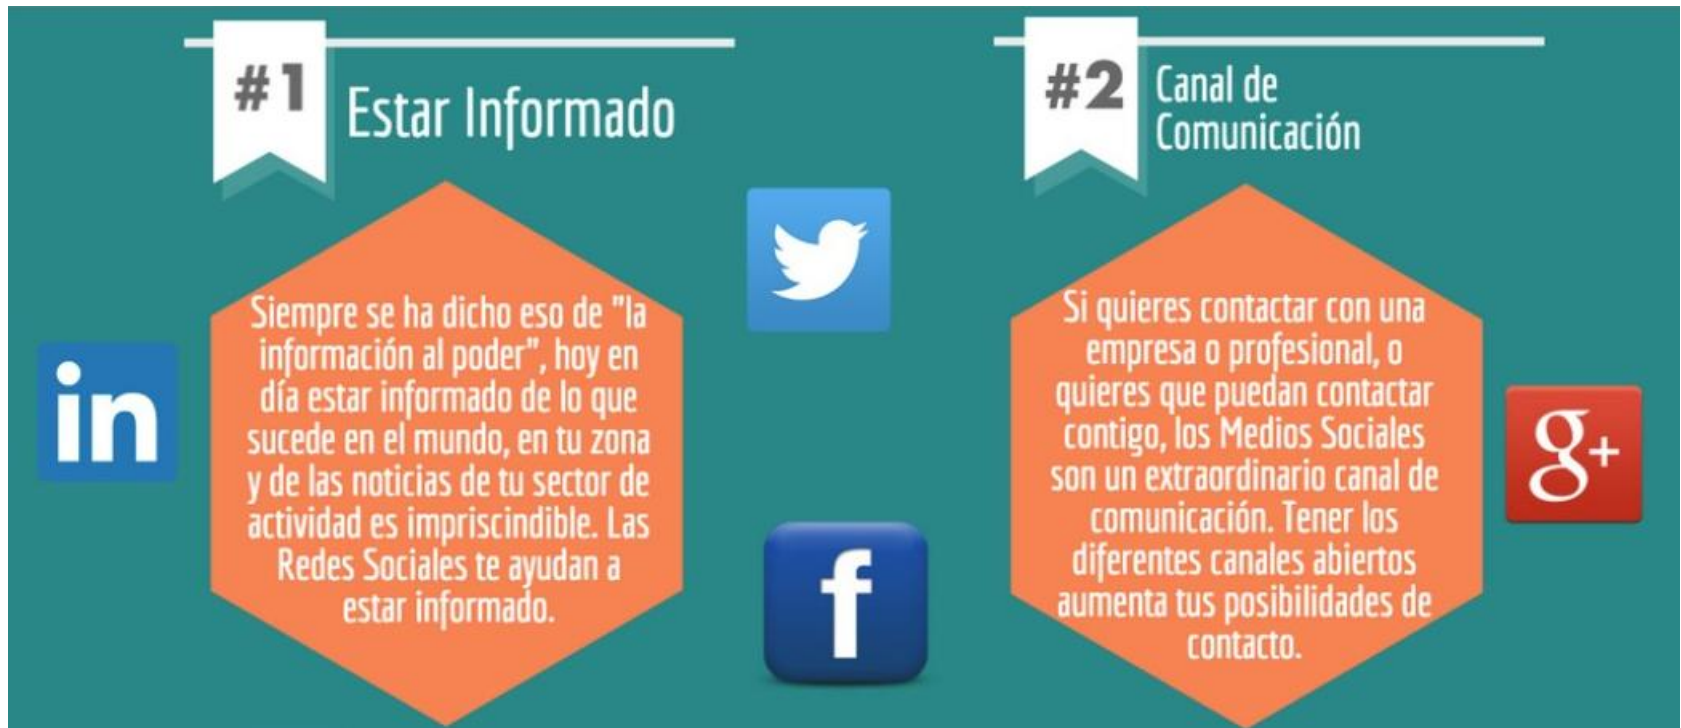 #1
Estar Informado
Siempre se ha dicho eso de "la
información al poder", hoy en
día estar informado de lo que
sucede en el mundo, en tu zona
y de las noticias de tu sector de
actividad es impriscindible. Las
Redes Sociales te ayudan a
estar informado.
in
f
#2
Canal de
Comunicación
Si quieres contactar con una
empresa o profesional, o
quieres que puedan contactar
contigo, los Medios Sociales
son un extraordinario canal de
comunicación. Tener los
diferentes canales abiertos
aumenta tus posibilidades de
contacto.
g+